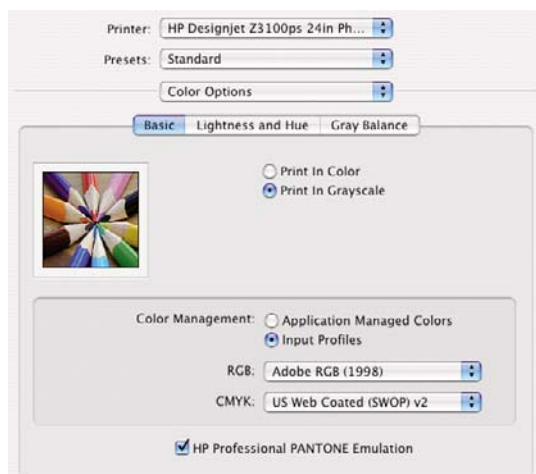 Printer: HP Designjet Z3100ps 24in Ph...
Presets: Standard
Color Options
Basic Lightness and Hue Gray Balance
Print In Color
Print In Grayscale
Color Management: Application Managed Colors
Input Profiles
RGB: Adobe RGB (1998)
CMYK: US Web Coated (SWOP) v2
HP Professional PANTONE Emulation